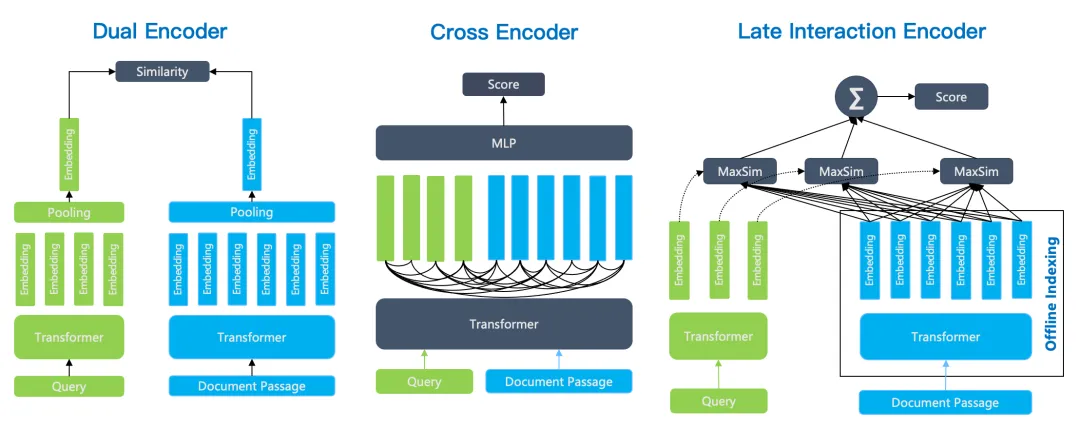 Dual Encoder
Similarity
Embedding
Embedding
Pooling
Pooling
Embedding
Embedding
Embedding
Embedding
Embedding
Embedding
Embedding
Embedding
Embedding
Embedding
Transformer
Transformer
Query
Document Passage
Cross Encoder
Score
MLP
Transformer
Query
Document Passage
Late Interaction Encoder
Σ
Score
MaxSim
MaxSim
MaxSim
Embedding
Embedding
Embedding
Embedding
Embedding
Embedding
Embedding
Embedding
Embedding
Offline Indexing
Transformer
Transformer
Query
Document Passage